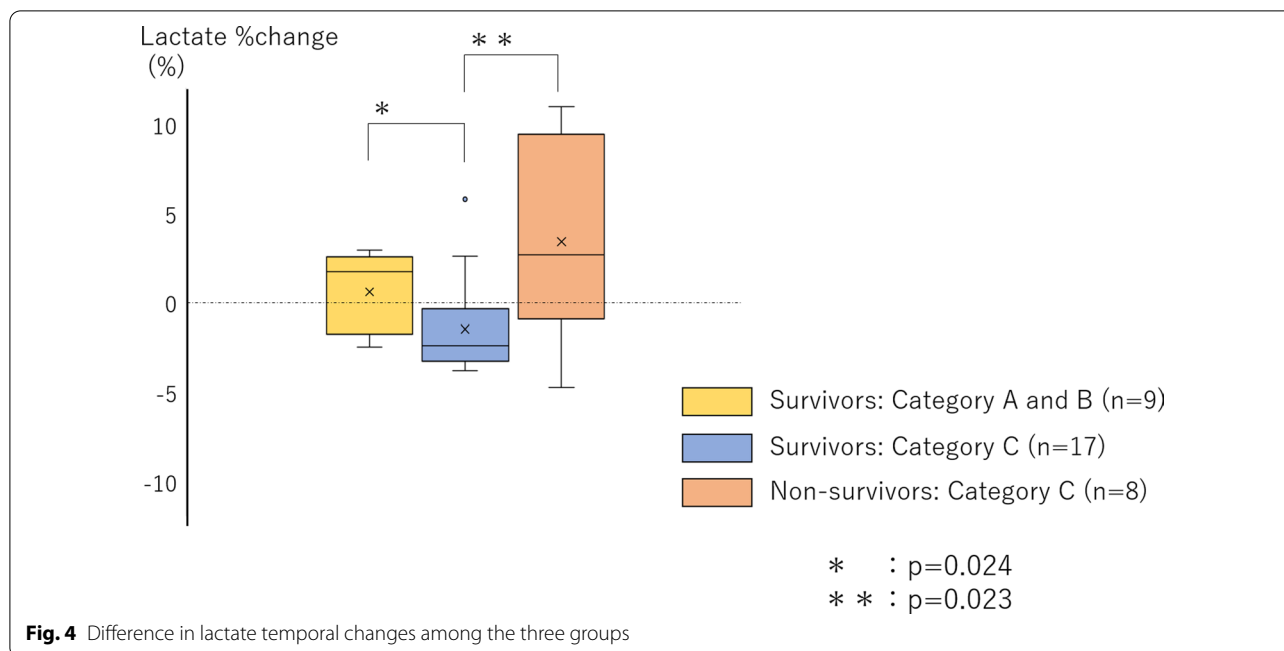 Lactate %change
(%)
**
*
10
5
0
-5
-10
Survivors: Category A and B (n=9)
Survivors: Category C (n=17)
Non-survivors: Category C (n=8)
* : p=0.024
** : p=0.023
Fig. 4 Difference in lactate temporal changes among the three groups